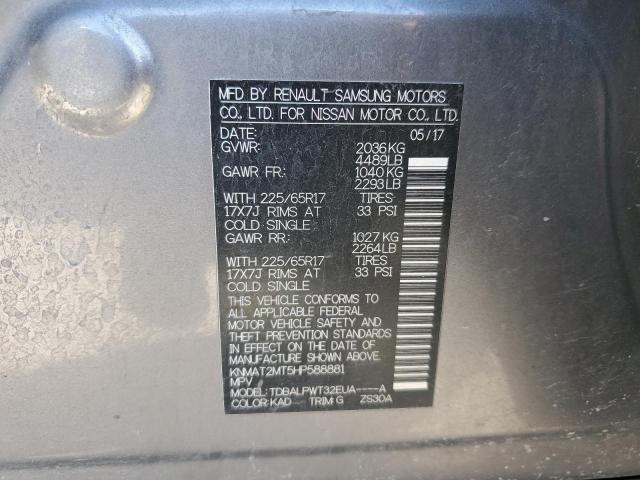 MFD BY RENAULT SAMSUNG MOTORS
CO., LTD. FOR NISSAN MOTOR CO., LTD.
DATE: 05/17
GVWR: 2036KG
4489LB
GAWR FR: 1040KG
2293LB
WITH 225/65R17 TIRES
17X7J RIMS AT 33 PSI
COLD SINGLE
GAWR RR: 1027KG
2264LB
WITH 225/65R17 TIRES
17X7J RIMS AT 33 PSI
COLD SINGLE
THIS VEHICLE CONFORMS TO
ALL APPLICABLE FEDERAL
MOTOR VEHICLE SAFETY AND
THEFT PREVENTION STANDARDS
IN EFFECT ON THE DATE OF
MANUFACTURE SHOWN ABOVE.
KNMAT2MT5HP588881
MPV
MODEL: TDBALPWT32EUA----A
COLOR: KAD TRIM: G ZS30A